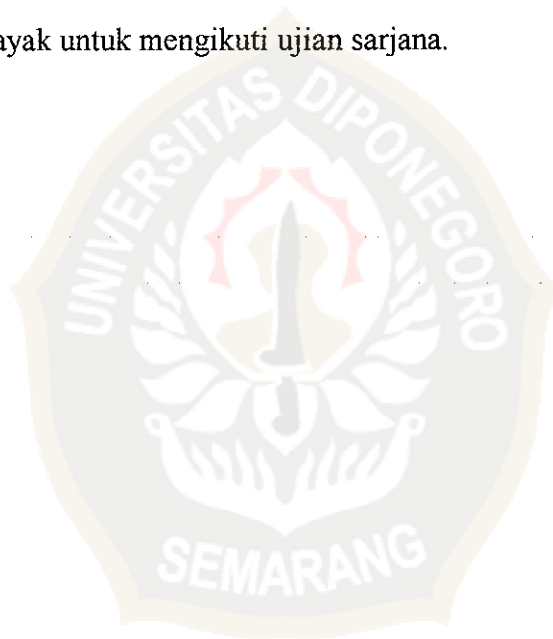 ayak untuk mengikuti ujian sarjana.
UNIVERSITAS DIPONEGORO
SEMARANG